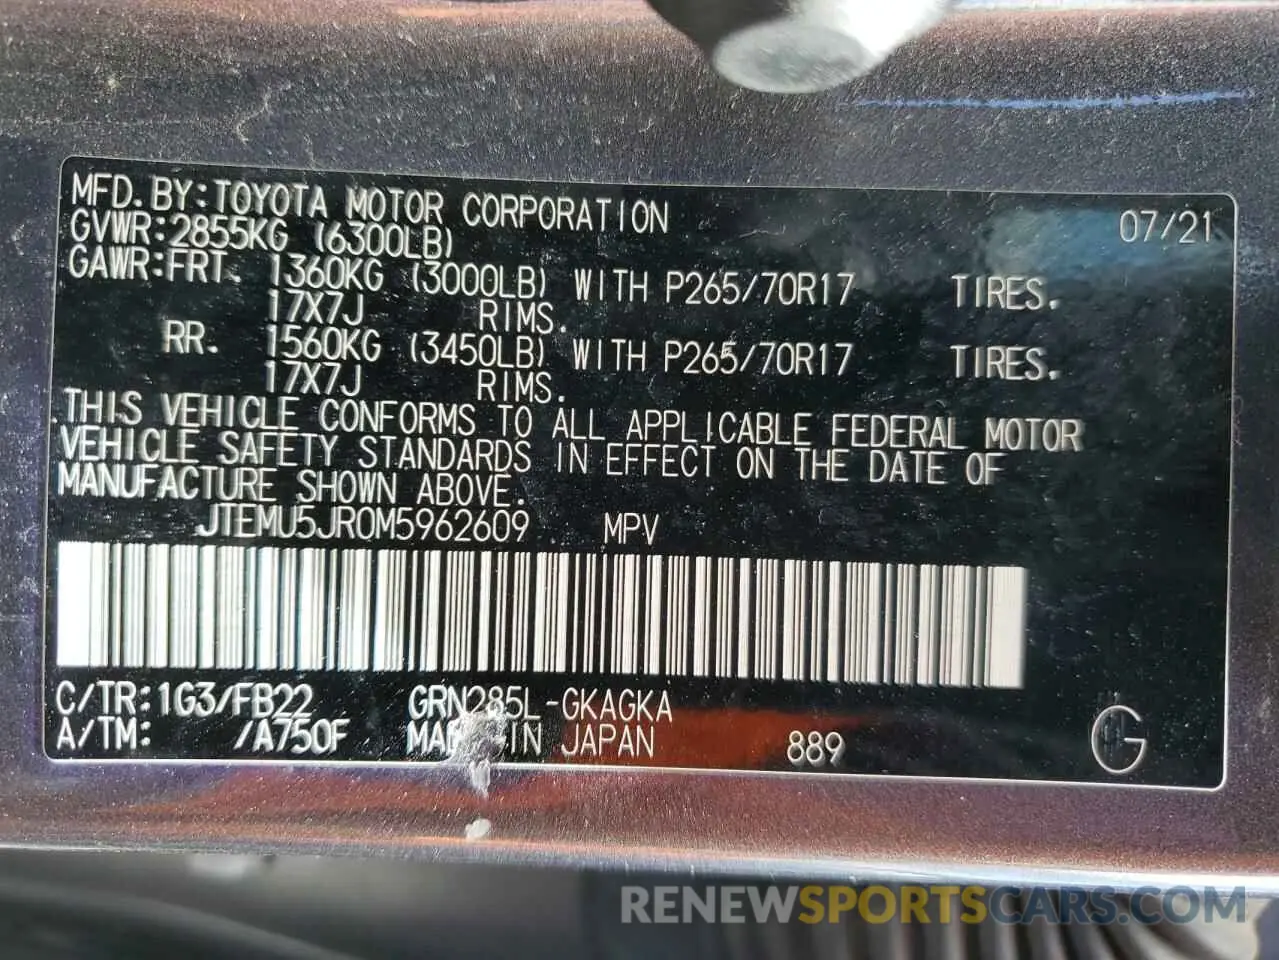 MFD. BY: TOYOTA MOTOR CORPORATION 07/21
GVWR: 2855KG (6300LB)
GAWR: FRT. 1360KG (3000LB) WITH P265/70R17 TIRES.
17X7J RIMS.
RR. 1560KG (3450LB) WITH P265/70R17 TIRES.
17X7J RIMS.
THIS VEHICLE CONFORMS TO ALL APPLICABLE FEDERAL MOTOR
VEHICLE SAFETY STANDARDS IN EFFECT ON THE DATE OF
MANUFACTURE SHOWN ABOVE.
JTEMU5JR0M5962609 MPV
C/TR: 1G3/FB22 GRN285L-GKAGKA
A/TM: /A750F IN JAPAN 889 G
RENEWSPORTSCARS.COM